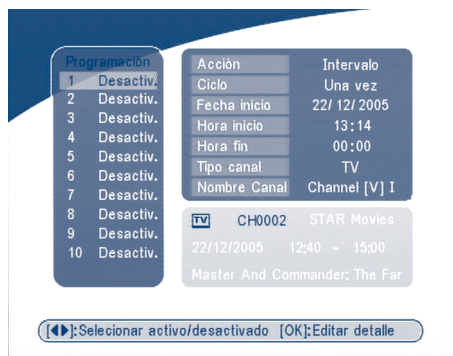 Programación
1 Desactiv.
2 Desactiv.
3 Desactiv.
4 Desactiv.
5 Desactiv.
6 Desactiv.
7 Desactiv.
8 Desactiv.
9 Desactiv.
10 Desactiv.
Acción Intervalo
Ciclo Una vez
Fecha inicio 22/12/2005
Hora inicio 13:14
Hora fin 00:00
Tipo canal TV
Nombre Canal Channel [V] I
TV CH0002 STAR Movies
22/12/2005 12:40 - 15:00
Master And Commander: The Far
[◀▶]:Selecionar activo/desactivado [OK]:Editar detalle